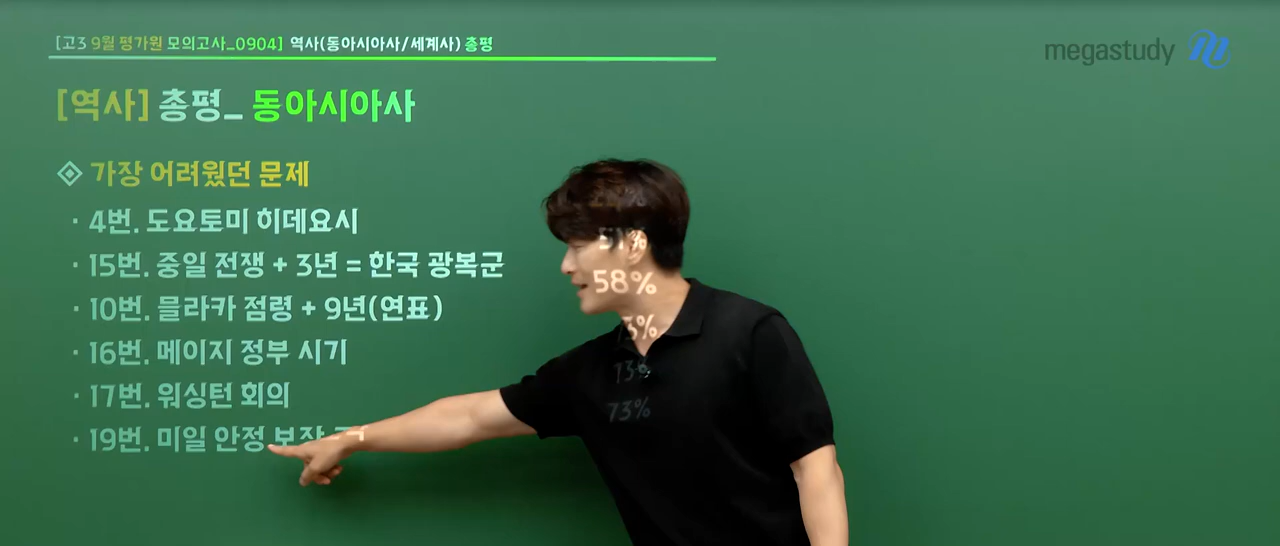 [고3 9월 평가원 모의고사_0904] 역사(동아시아사/세계사) 총평
megastudy
[역사] 총평_ 동아시아사
가장 어려웠던 문제
· 4번. 도요토미 히데요시
· 15번. 중일 전쟁 + 3년 = 한국 광복군
58%
· 10번. 믈라카 점령 + 9년(연표)
· 16번. 메이지 정부 시기
73%
· 17번. 워싱턴 회의
73%
· 19번. 미일 안정 보장